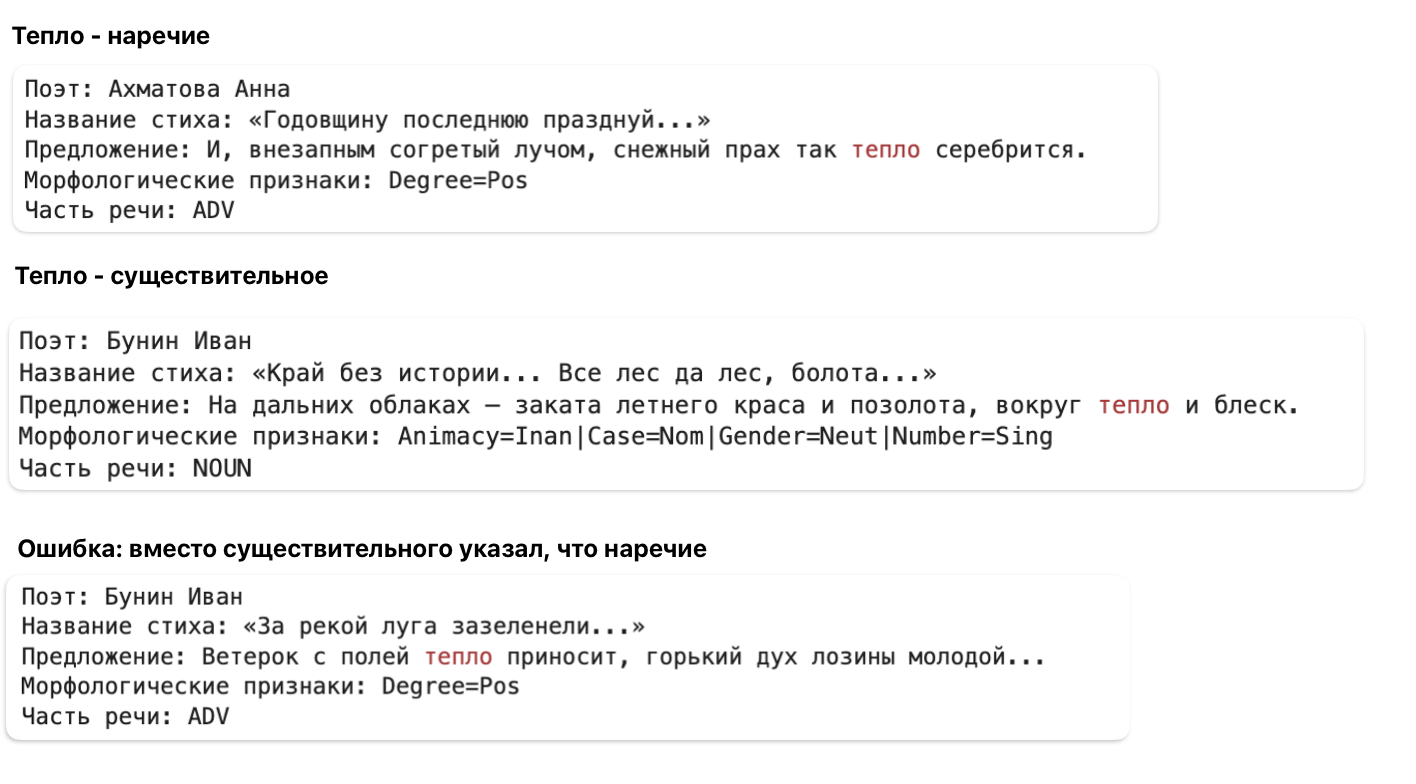 Тепло - наречие
Поэт: Ахматова Анна
Название стиха: «Годовщину последнюю празднуй...»
Предложение: И, внезапным согретый лучом, снежный прах так тепло серебрится.
Морфологические признаки: Degree=Pos
Часть речи: ADV
Тепло - существительное
Поэт: Бунин Иван
Название стиха: «Край без истории... Все лес да лес, болота...»
Предложение: На дальних облаках — заката летнего краса и позолота, вокруг тепло и блеск.
Морфологические признаки: Animacy=Inan|Case=Nom|Gender=Neut|Number=Sing
Часть речи: NOUN
Ошибка: вместо существительного указал, что наречие
Поэт: Бунин Иван
Название стиха: «За рекой луга зазеленели...»
Предложение: Ветерок с полей тепло приносит, горький дух лозины молодой...
Морфологические признаки: Degree=Pos
Часть речи: ADV